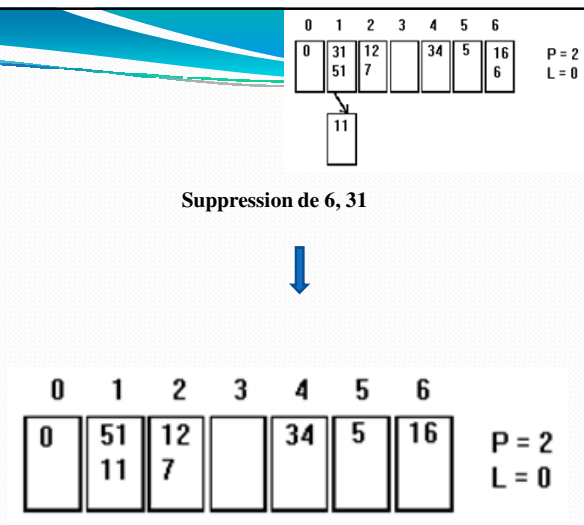 0 1 2 3 4 5 6
0 31 12 34 5 16 P = 2
51 7 6 L = 0
11
Suppression de 6, 31
0 1 2 3 4 5 6
0 51 12 34 5 16 P = 2
11 7 L = 0